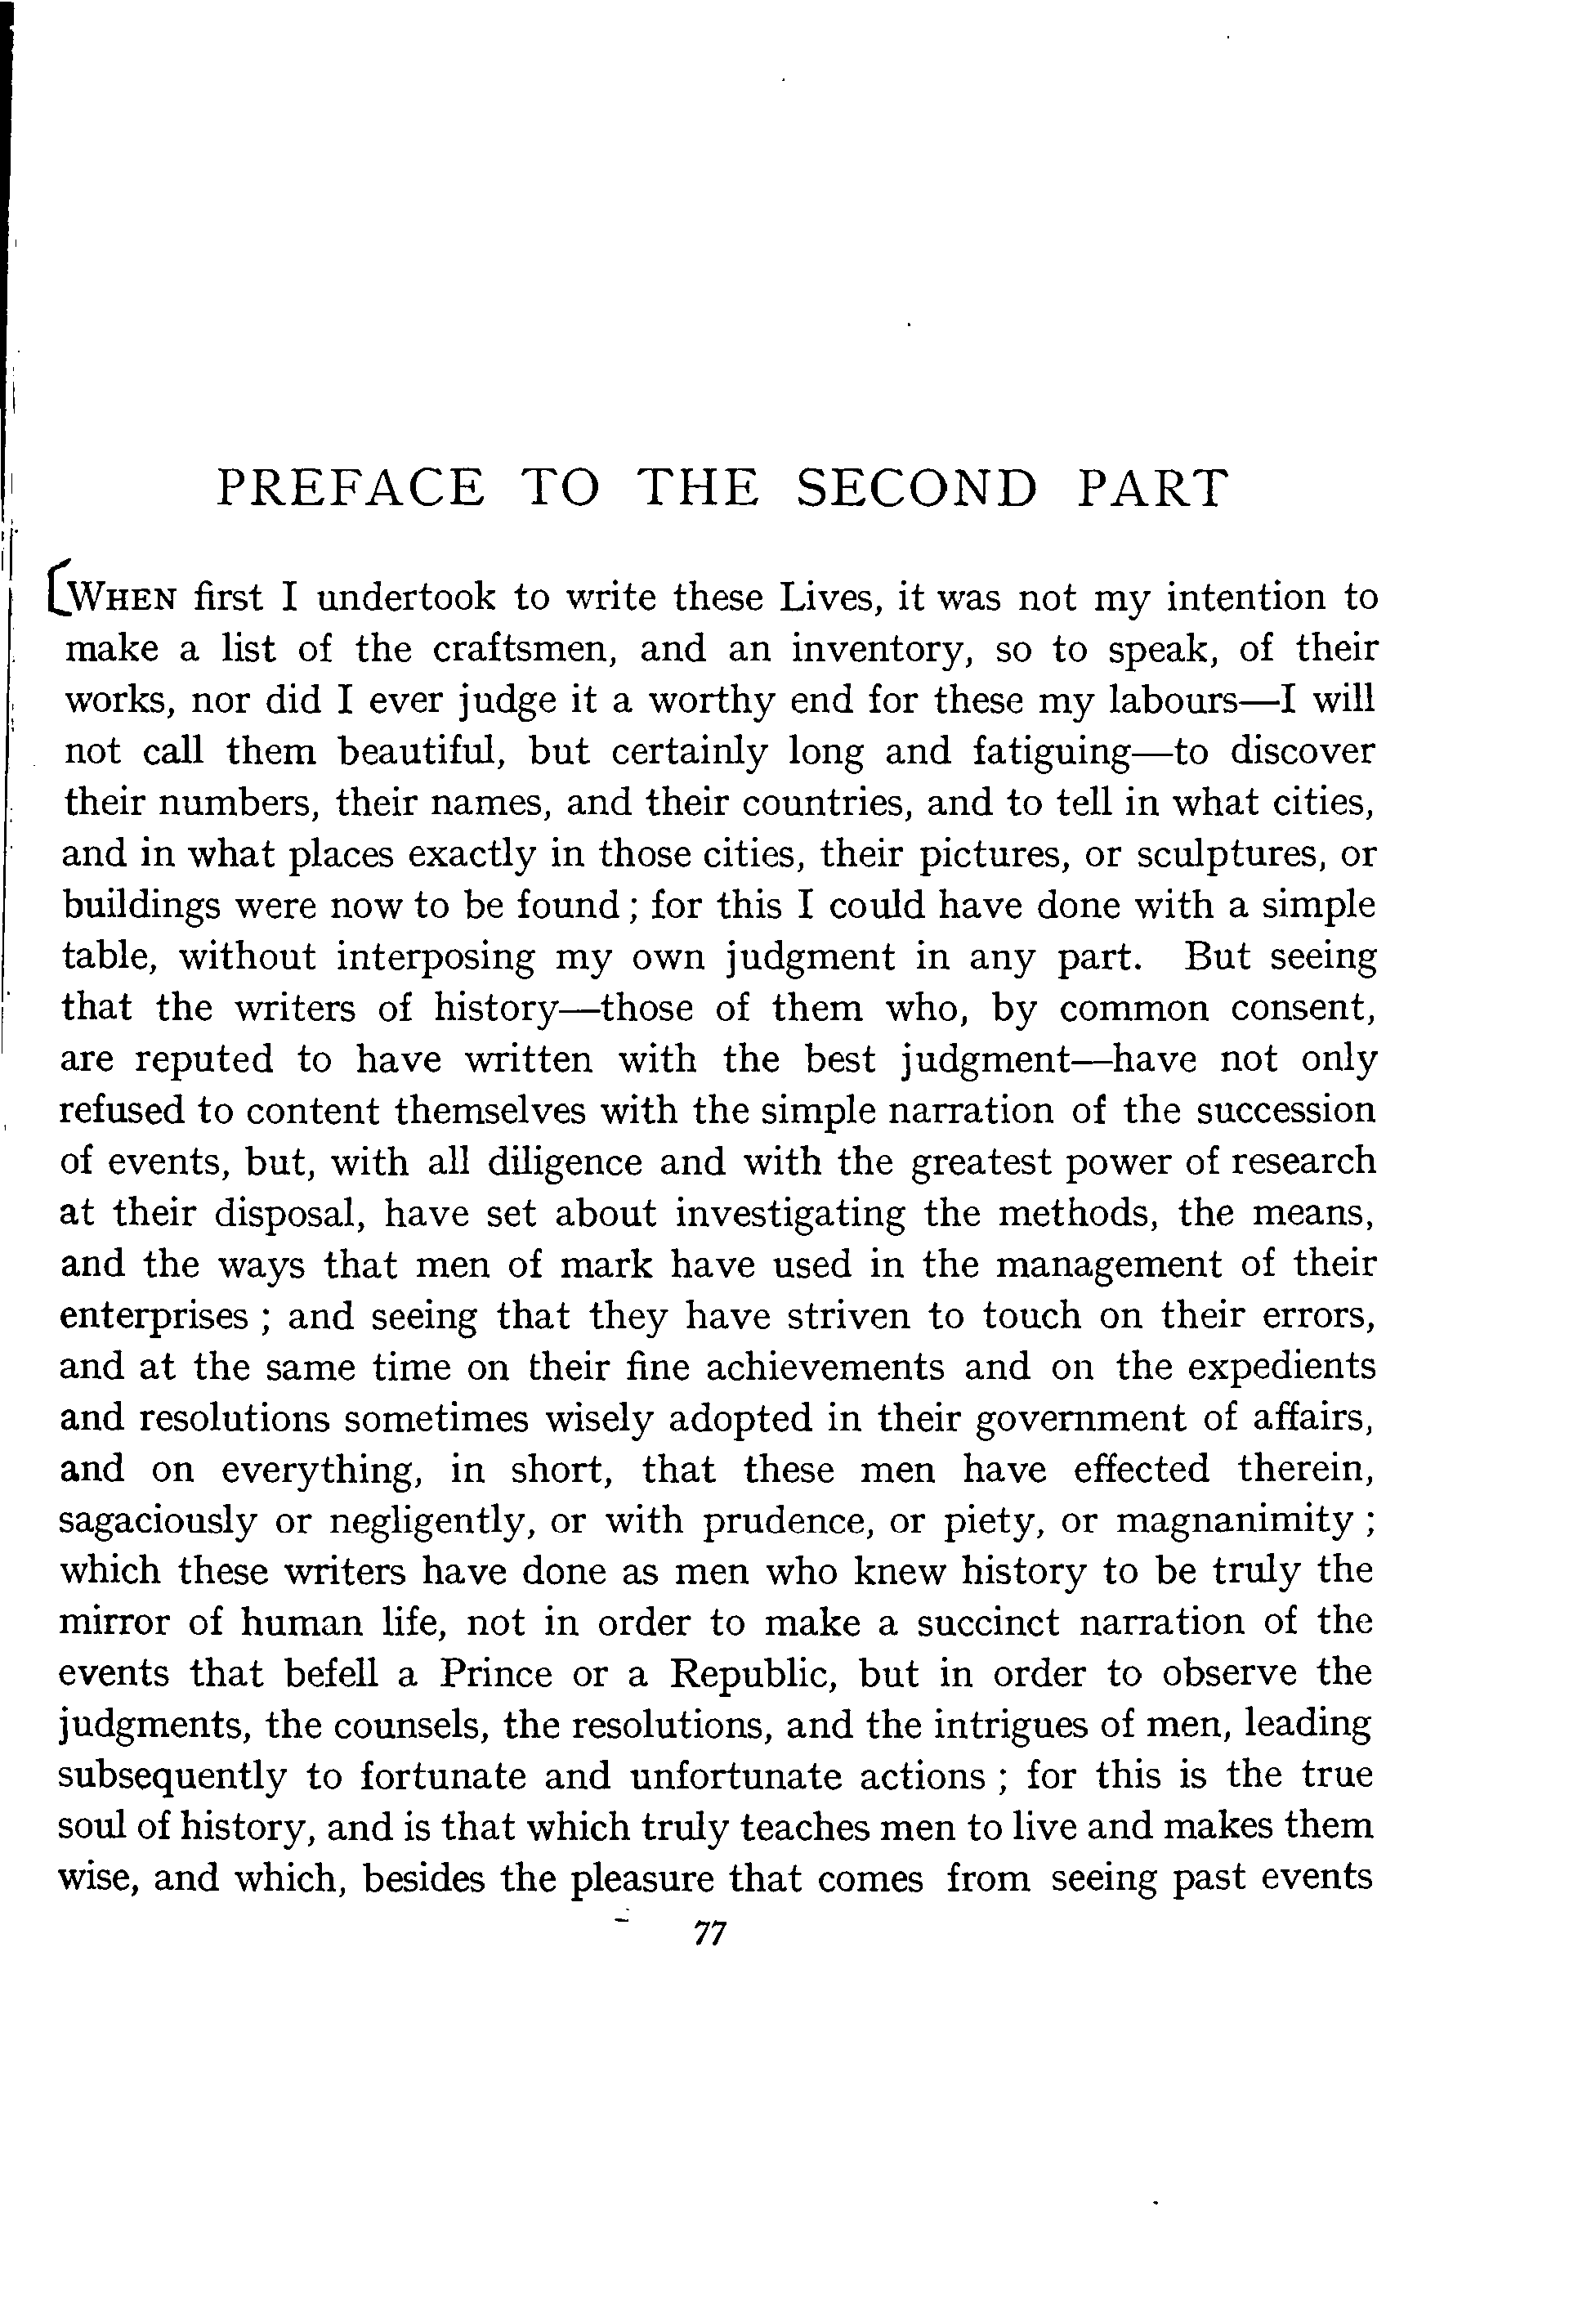 PREFACE TO THE SECOND PART
WHEN first I undertook to write these Lives, it was not my intention to
make a list of the craftsmen, and an inventory, so to speak, of their
works, nor did I ever judge it a worthy end for these my labours—I will
not call them beautiful, but certainly long and fatiguing—to discover
their numbers, their names, and their countries, and to tell in what cities,
and in what places exactly in those cities, their pictures, or sculptures, or
buildings were now to be found ; for this I could have done with a simple
table, without interposing my own judgment in any part. But seeing
that the writers of history—those of them who, by common consent,
are reputed to have written with the best judgment—have not only
refused to content themselves with the simple narration of the succession
of events, but, with all diligence and with the greatest power of research
at their disposal, have set about investigating the methods, the means,
and the ways that men of mark have used in the management of their
enterprises ; and seeing that they have striven to touch on their errors,
and at the same time on their fine achievements and on the expedients
and resolutions sometimes wisely adopted in their government of affairs,
and on everything, in short, that these men have effected therein,
sagaciously or negligently, or with prudence, or piety, or magnanimity ;
which these writers have done as men who knew history to be truly the
mirror of human life, not in order to make a succinct narration of the
events that befell a Prince or a Republic, but in order to observe the
judgments, the counsels, the resolutions, and the intrigues of men, leading
subsequently to fortunate and unfortunate actions ; for this is the true
soul of history, and is that which truly teaches men to live and makes them
wise, and which, besides the pleasure that comes from seeing past events
77